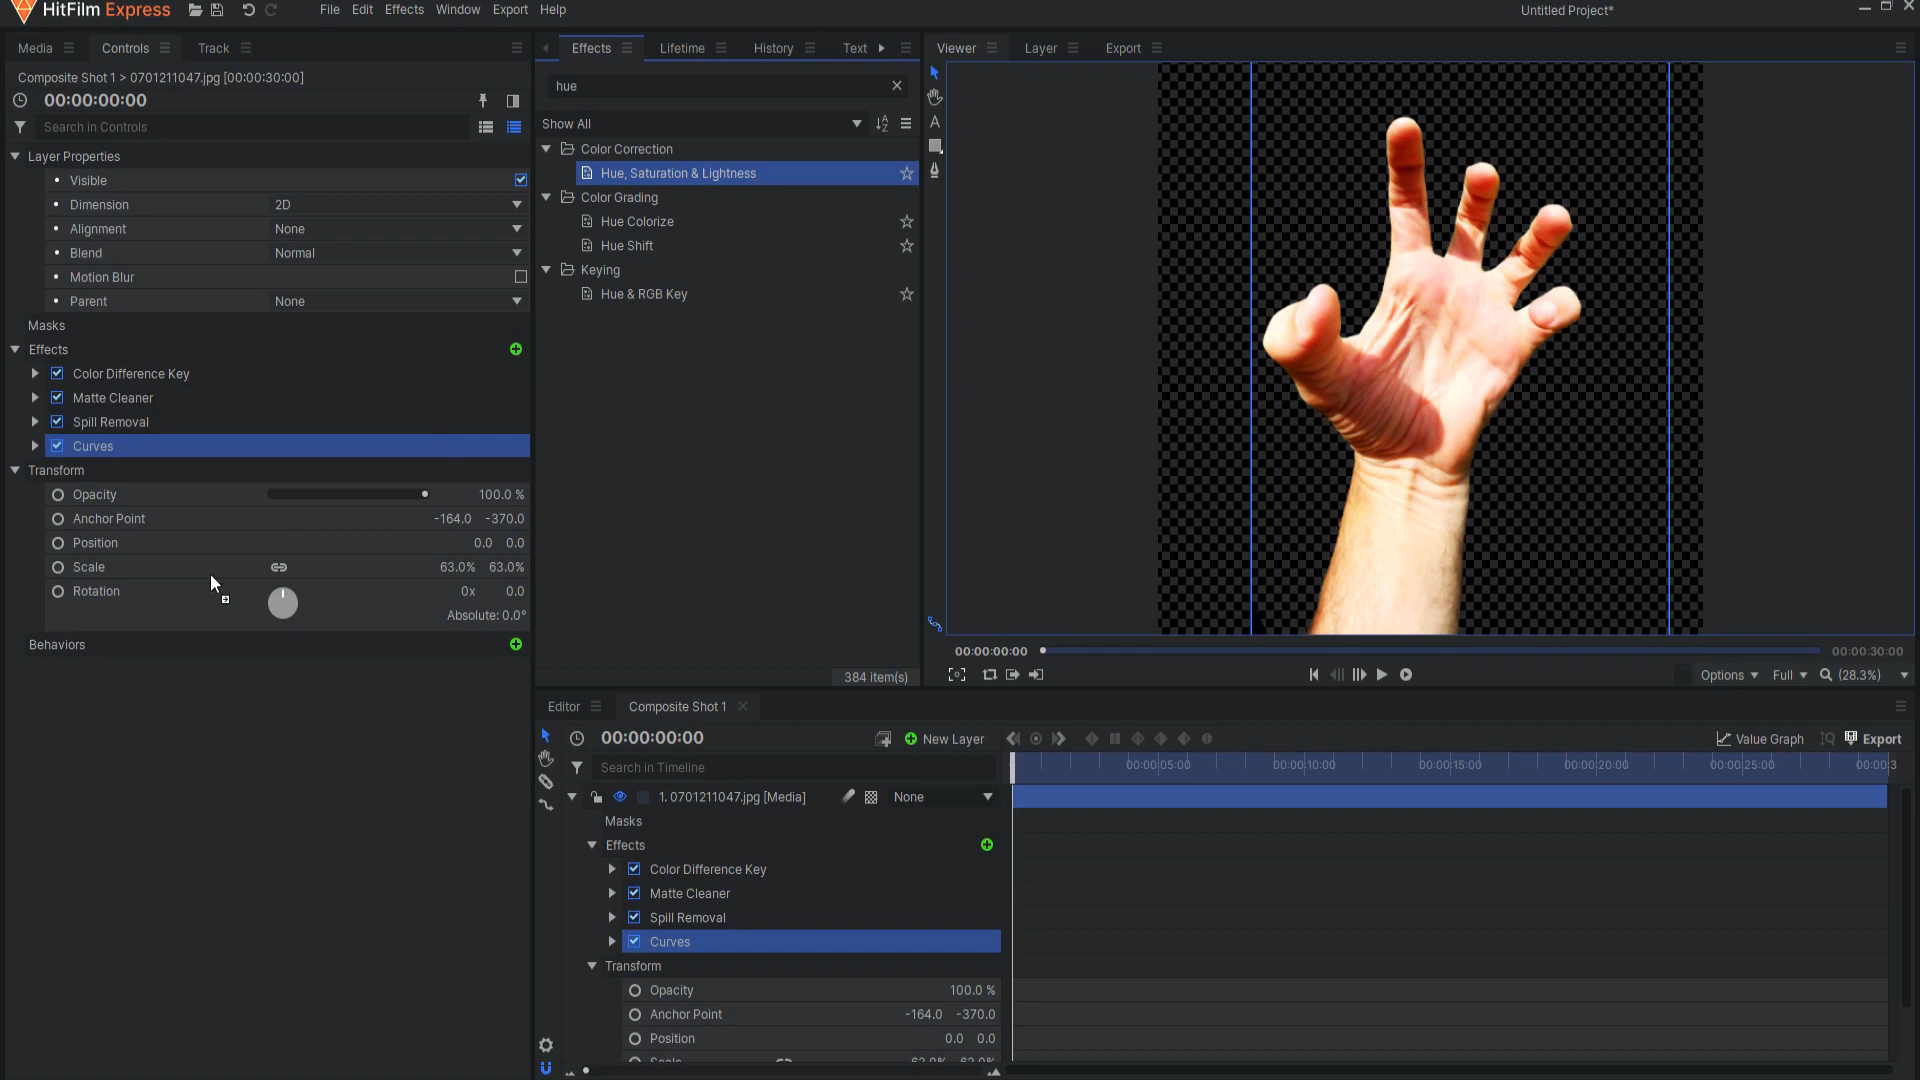 HitFilm Express
File Edit Effects Window Export Help
Untitled Project*
Media Controls Track
Composite Shot 1 > 0701211047.jpg [00:00:30:00]
00:00:00:00
Search in Controls
Layer Properties
Visible
Dimension 2D
Alignment None
Blend Normal
Motion Blur
Parent None
Masks
Effects
Color Difference Key
Matte Cleaner
Spill Removal
Curves
Transform
Opacity 100.0 %
Anchor Point -164.0 -370.0
Position 0.0 0.0
Scale 63.0% 63.0%
Rotation 0x 0.0
Absolute: 0.0°
Behaviors
Effects Lifetime History Text
hue
Show All
Color Correction
Hue, Saturation & Lightness
Color Grading
Hue Colorize
Hue Shift
Keying
Hue & RGB Key
384 item(s)
Viewer Layer Export
00:00:00:00 00:00:30:00
Options Full (28.3%)
Editor Composite Shot 1
00:00:00:00 New Layer Value Graph Export
Search in Timeline
00:00:05:00 00:00:10:00 00:00:15:00 00:00:20:00 00:00:25:00 00:00:3
1. 0701211047.jpg [Media] None
Masks
Effects
Color Difference Key
Matte Cleaner
Spill Removal
Curves
Transform
Opacity 100.0 %
Anchor Point -164.0 -370.0
Position 0.0 0.0
Scale 63.0% 63.0%